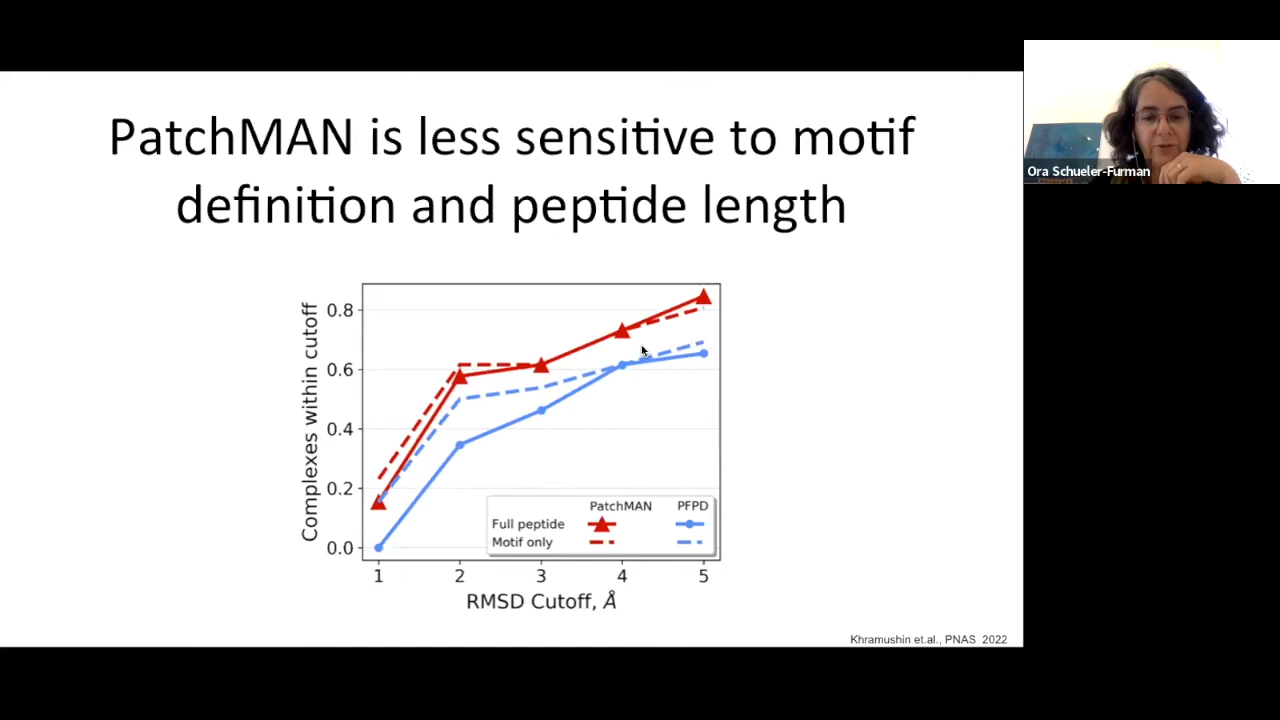 PatchMAN is less sensitive to motif
definition and peptide length
Ora Schueler-Furman
Complexes within cutoff
0.8
0.6
0.4
0.2
0.0
PatchMAN PFPD
Full peptide
Motif only
1 2 3 4 5
RMSD Cutoff, Å
Khramushin et.al., PNAS 2022